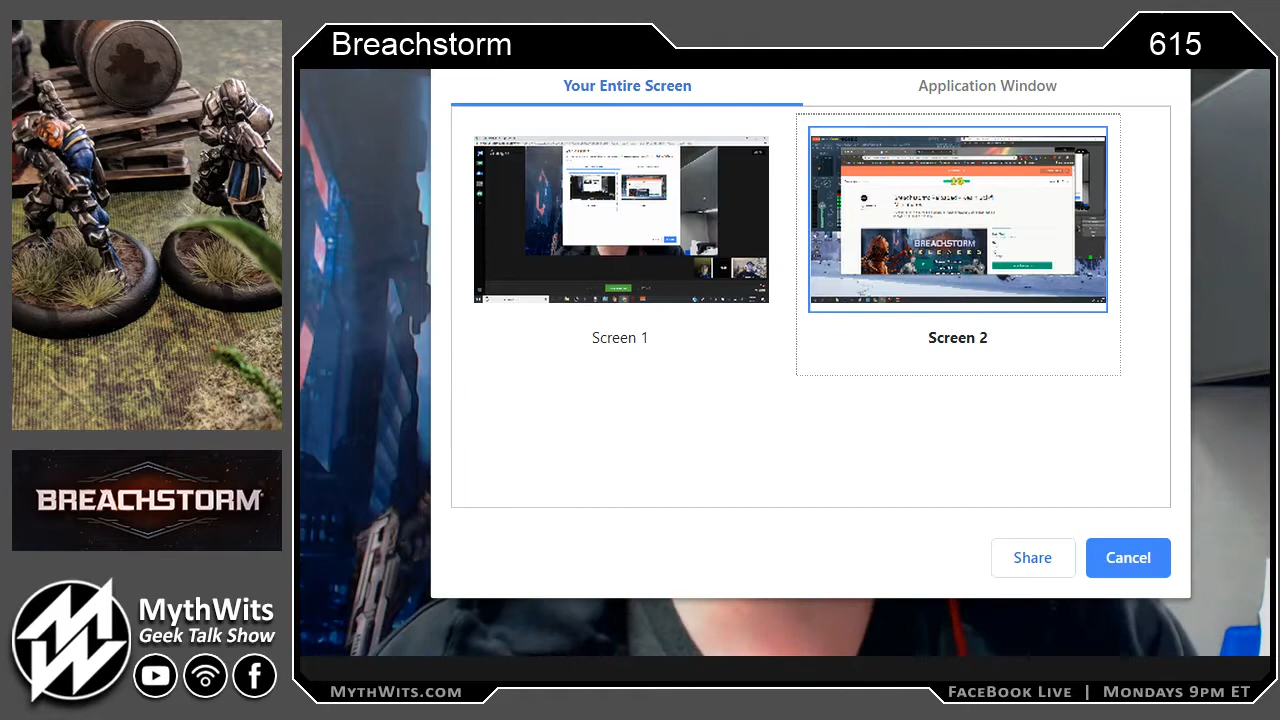 Breachstorm
615
Your Entire Screen
Application Window
BREACHSTORM
Screen 1
Screen 2
BREACHSTORM
Share
Cancel
MythWits
Geek Talk Show
MythWits.com
FaceBook Live | Mondays 9pm ET